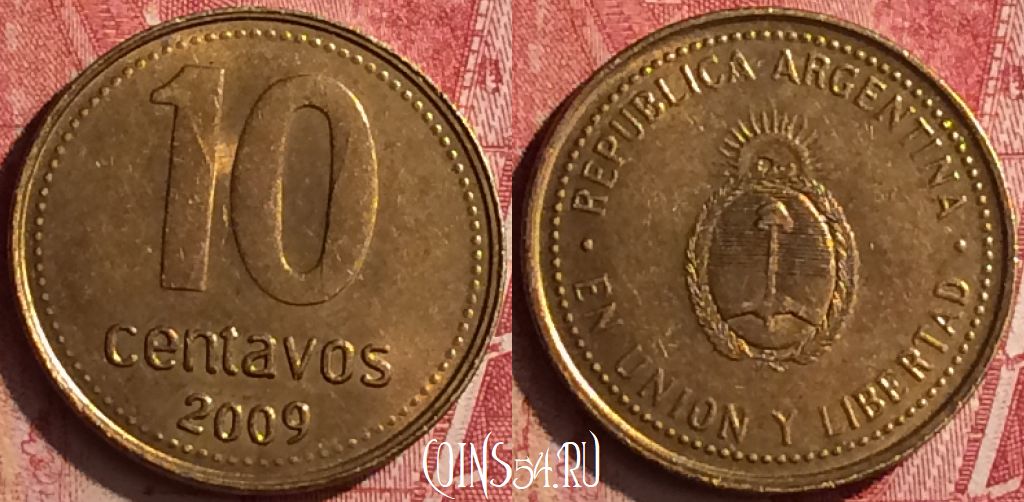 10
centavos
2009
REPUBLICA ARGENTINA
· EN UNION Y LIBERTAD ·
COINS54.RU